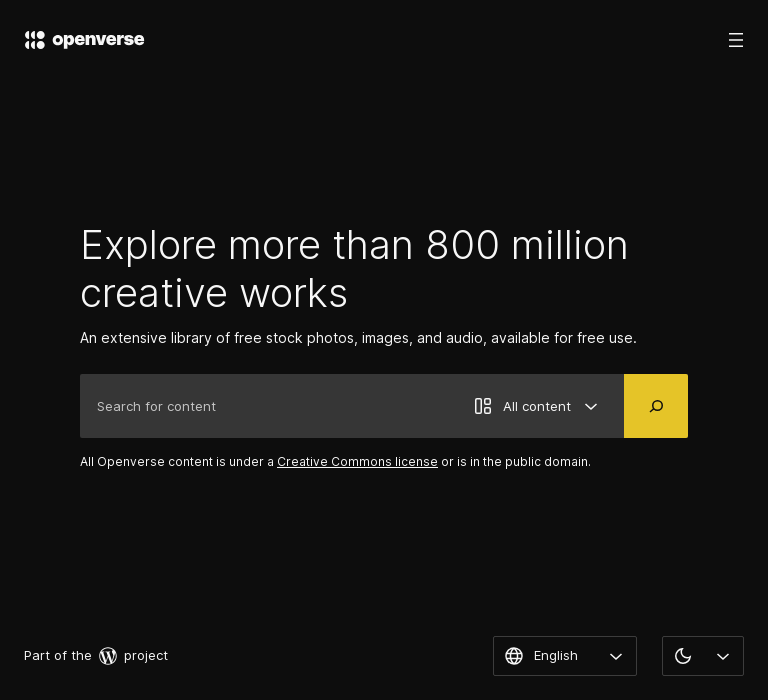 openverse
Explore more than 800 million
creative works
An extensive library of free stock photos, images, and audio, available for free use.
Search for content
All content
All Openverse content is under a Creative Commons license or is in the public domain.
Part of the project
English